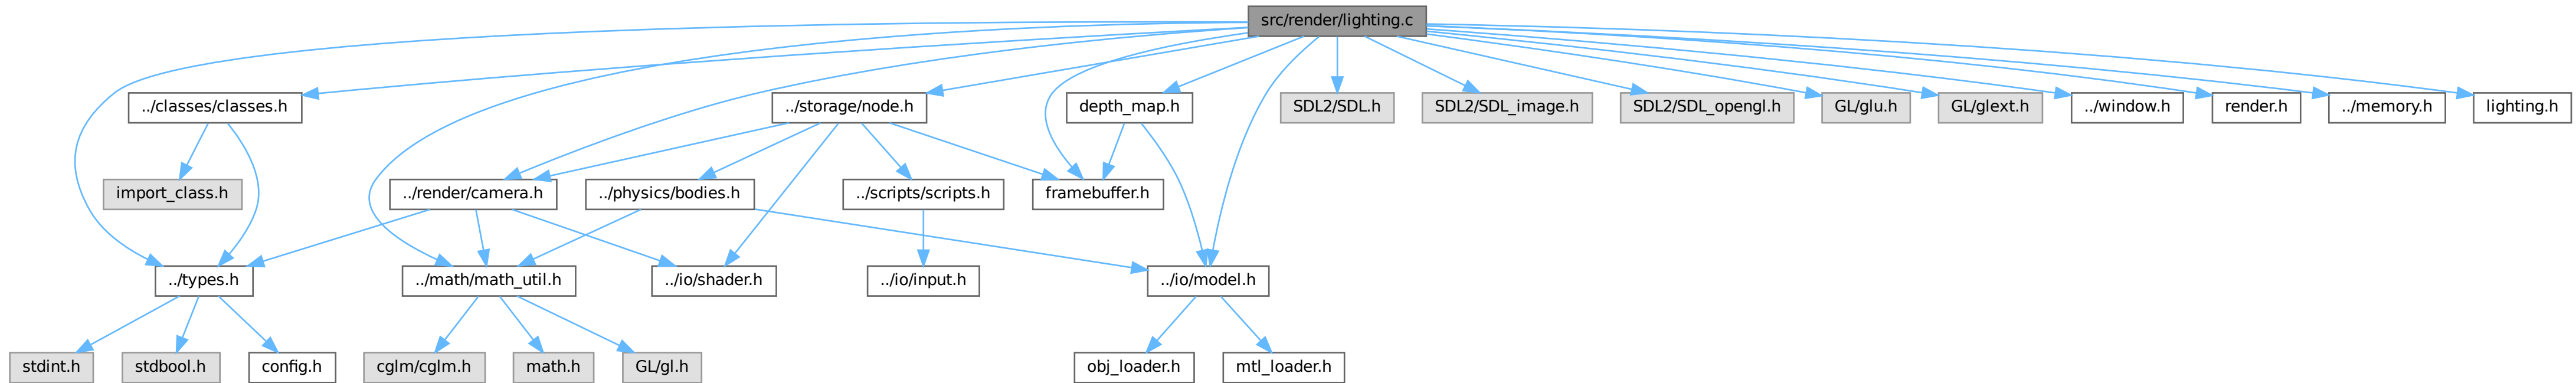 src/render/lighting.c
../classes/classes.h
../storage/node.h
depth_map.h
SDL2/SDL.h
SDL2/SDL_image.h
SDL2/SDL_opengl.h
GL/glu.h
GL/glext.h
../window.h
render.h
../memory.h
lighting.h
import_class.h
../render/camera.h
../physics/bodies.h
../scripts/scripts.h
framebuffer.h
../types.h
../math/math_util.h
../io/shader.h
../io/input.h
../io/model.h
stdint.h
stdbool.h
config.h
cglm/cglm.h
math.h
GL/gl.h
obj_loader.h
mtl_loader.h